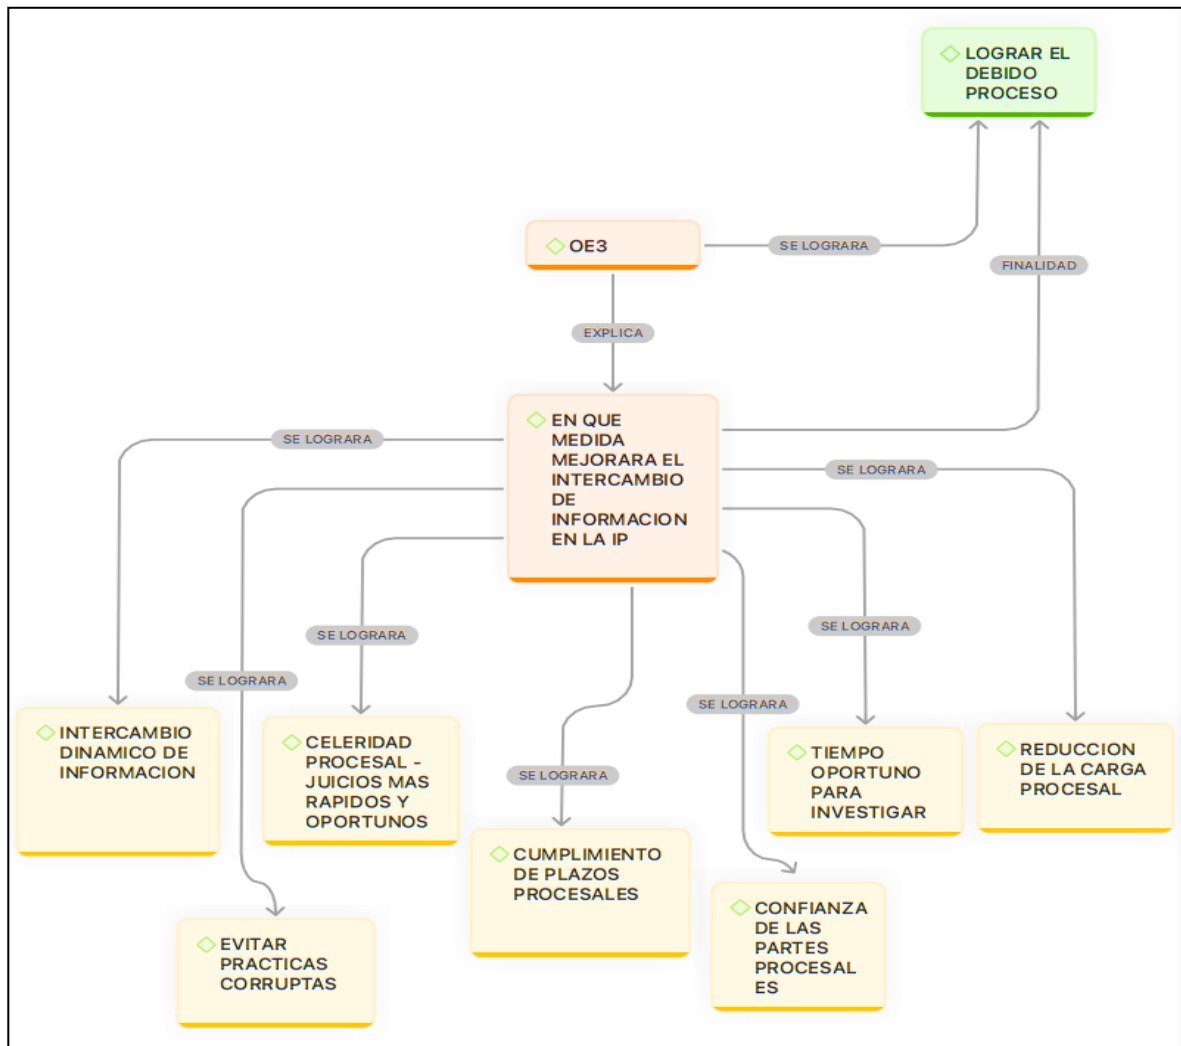 LOGRAR EL
DEBIDO
PROCESO
OE3
SE LOGRARA
FINALIDAD
EXPLICA
EN QUE
MEDIDA
MEJORARA EL
INTERCAMBIO
DE
INFORMACION
EN LA IP
SE LOGRARA
SE LOGRARA
SE LOGRARA
SE LOGRARA
SE LOGRARA
SE LOGRARA
SE LOGRARA
INTERCAMBIO
DINAMICO DE
INFORMACION
CELERIDAD
PROCESAL -
JUICIOS MAS
RAPIDOS Y
OPORTUNOS
TIEMPO
OPORTUNO
PARA
INVESTIGAR
REDUCCION
DE LA CARGA
PROCESAL
CUMPLIMIENTO
DE PLAZOS
PROCESALES
CONFIANZA
DE LAS
PARTES
PROCESAL
ES
EVITAR
PRACTICAS
CORRUPTAS